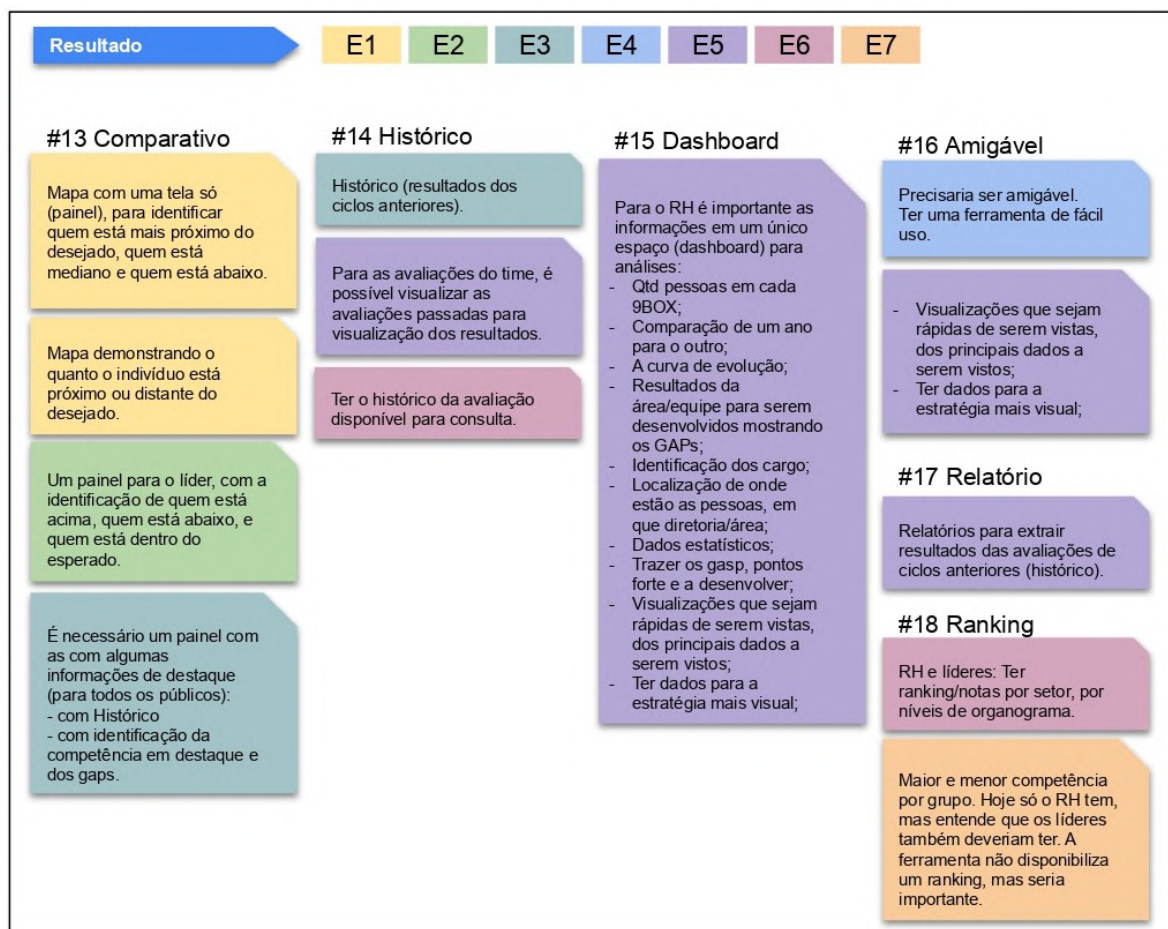 Resultado
E1
E2
E3
E4
E5
E6
E7
#13 Comparativo
Mapa com uma tela só
(painel), para identificar
quem está mais próximo do
desejado, quem está
mediano e quem está abaixo.
Mapa demonstrando o
quanto o indivíduo está
próximo ou distante do
desejado.
Um painel para o líder, com a
identificação de quem está
acima, quem está abaixo, e
quem está dentro do
esperado.
É necessário um painel com
as com algumas
informações de destaque
(para todos os públicos):
- com Histórico
- com identificação da
competência em destaque e
dos gaps.
#14 Histórico
Histórico (resultados dos
ciclos anteriores).
Para as avaliações do time, é
possível visualizar as
avaliações passadas para
visualização dos resultados.
Ter o histórico da avaliação
disponível para consulta.
#15 Dashboard
Para o RH é importante as
informações em um único
espaço (dashboard) para
análises:
- Qtd pessoas em cada
9BOX;
- Comparação de um ano
para o outro;
- A curva de evolução;
- Resultados da
área/equipe para serem
desenvolvidos mostrando
os GAPs;
- Identificação dos cargo;
- Localização de onde
estão as pessoas, em
que diretoria/área;
- Dados estatísticos;
- Trazer os gasp, pontos
forte e a desenvolver;
- Visualizações que sejam
rápidas de serem vistas,
dos principais dados a
serem vistos;
- Ter dados para a
estratégia mais visual;
#16 Amigável
Precisaria ser amigável.
Ter uma ferramenta de fácil
uso.
- Visualizações que sejam
rápidas de serem vistas,
dos principais dados a
serem vistos;
- Ter dados para a
estratégia mais visual;
#17 Relatório
Relatórios para extrair
resultados das avaliações de
ciclos anteriores (histórico).
#18 Ranking
RH e líderes: Ter
ranking/notas por setor, por
níveis de organograma.
Maior e menor competência
por grupo. Hoje só o RH tem,
mas entende que os líderes
também deveriam ter. A
ferramenta não disponibiliza
um ranking, mas seria
importante.